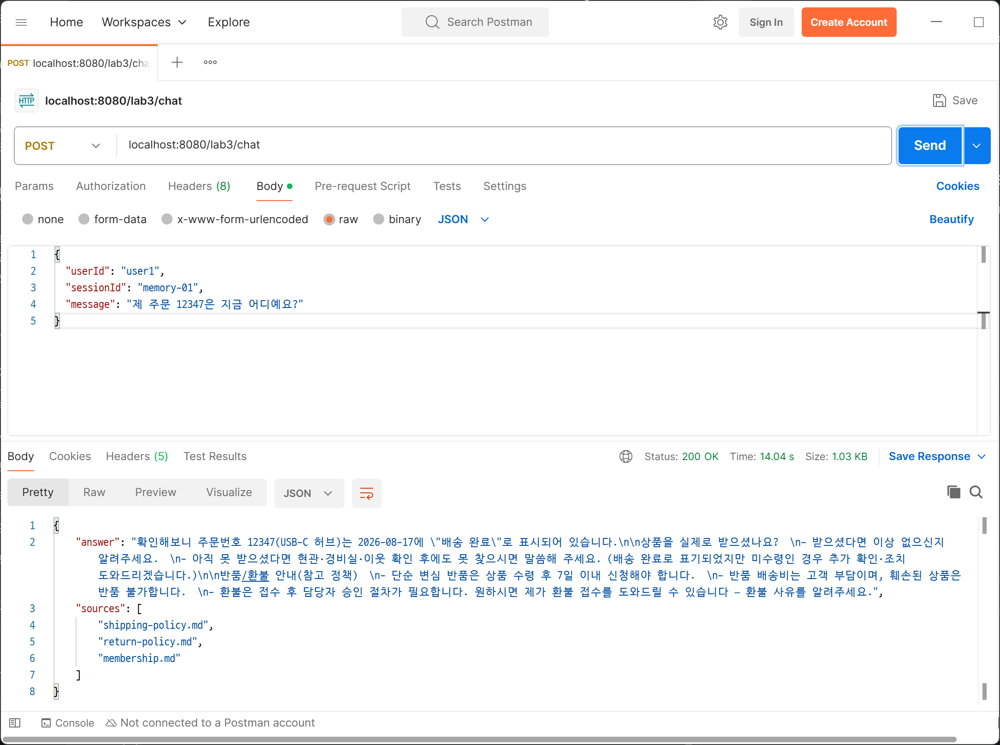 Home Workspaces Explore Search Postman Sign In Create Account
POST localhost:8080/lab3/cha
HTTP localhost:8080/lab3/chat Save
POST localhost:8080/lab3/chat Send
Params Authorization Headers (8) Body Pre-request Script Tests Settings Cookies
none form-data x-www-form-urlencoded raw binary JSON Beautify
1 {
2 "userId": "user1",
3 "sessionId": "memory-01",
4 "message": "제 주문 12347은 지금 어디예요?"
5 }
Body Cookies Headers (5) Test Results Status: 200 OK Time: 14.04 s Size: 1.03 KB Save Response
Pretty Raw Preview Visualize JSON
1 {
2 "answer": "확인해보니 주문번호 12347(USB-C 허브)는 2026-08-17에 \"배송 완료\"로 표시되어 있습니다.\n\n상품을 실제로 받으셨나요?  \n- 받으셨다면 이상 없으신지
알려주세요.  \n- 아직 못 받으셨다면 현관·경비실·이웃 확인 후에도 못 찾으시면 말씀해 주세요. (배송 완료로 표기되었지만 미수령인 경우 추가 확인·조치
도와드리겠습니다.)\n\n반품/환불 안내(참고 정책)  \n- 단순 변심 반품은 상품 수령 후 7일 이내 신청해야 합니다.  \n- 반품 배송비는 고객 부담이며, 훼손된 상품은
반품 불가합니다.  \n- 환불은 접수 후 담당자 승인 절차가 필요합니다. 원하시면 제가 환불 접수를 도와드릴 수 있습니다 — 환불 사유를 알려주세요.",
3 "sources": [
4 "shipping-policy.md",
5 "return-policy.md",
6 "membership.md"
7 ]
8 }
Console Not connected to a Postman account